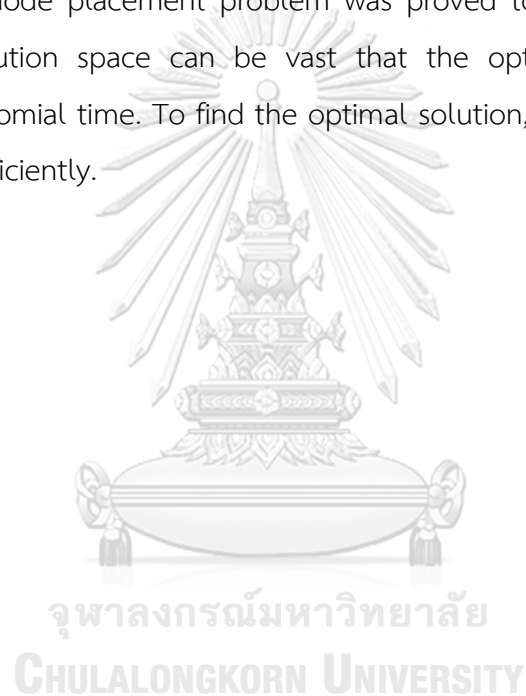 ode placement problem was proved to
ution space can be vast that the opt
omial time. To find the optimal solution,
iciently.
จุฬาลงกรณ์มหาวิทยาลัย
CHULALONGKORN UNIVERSITY